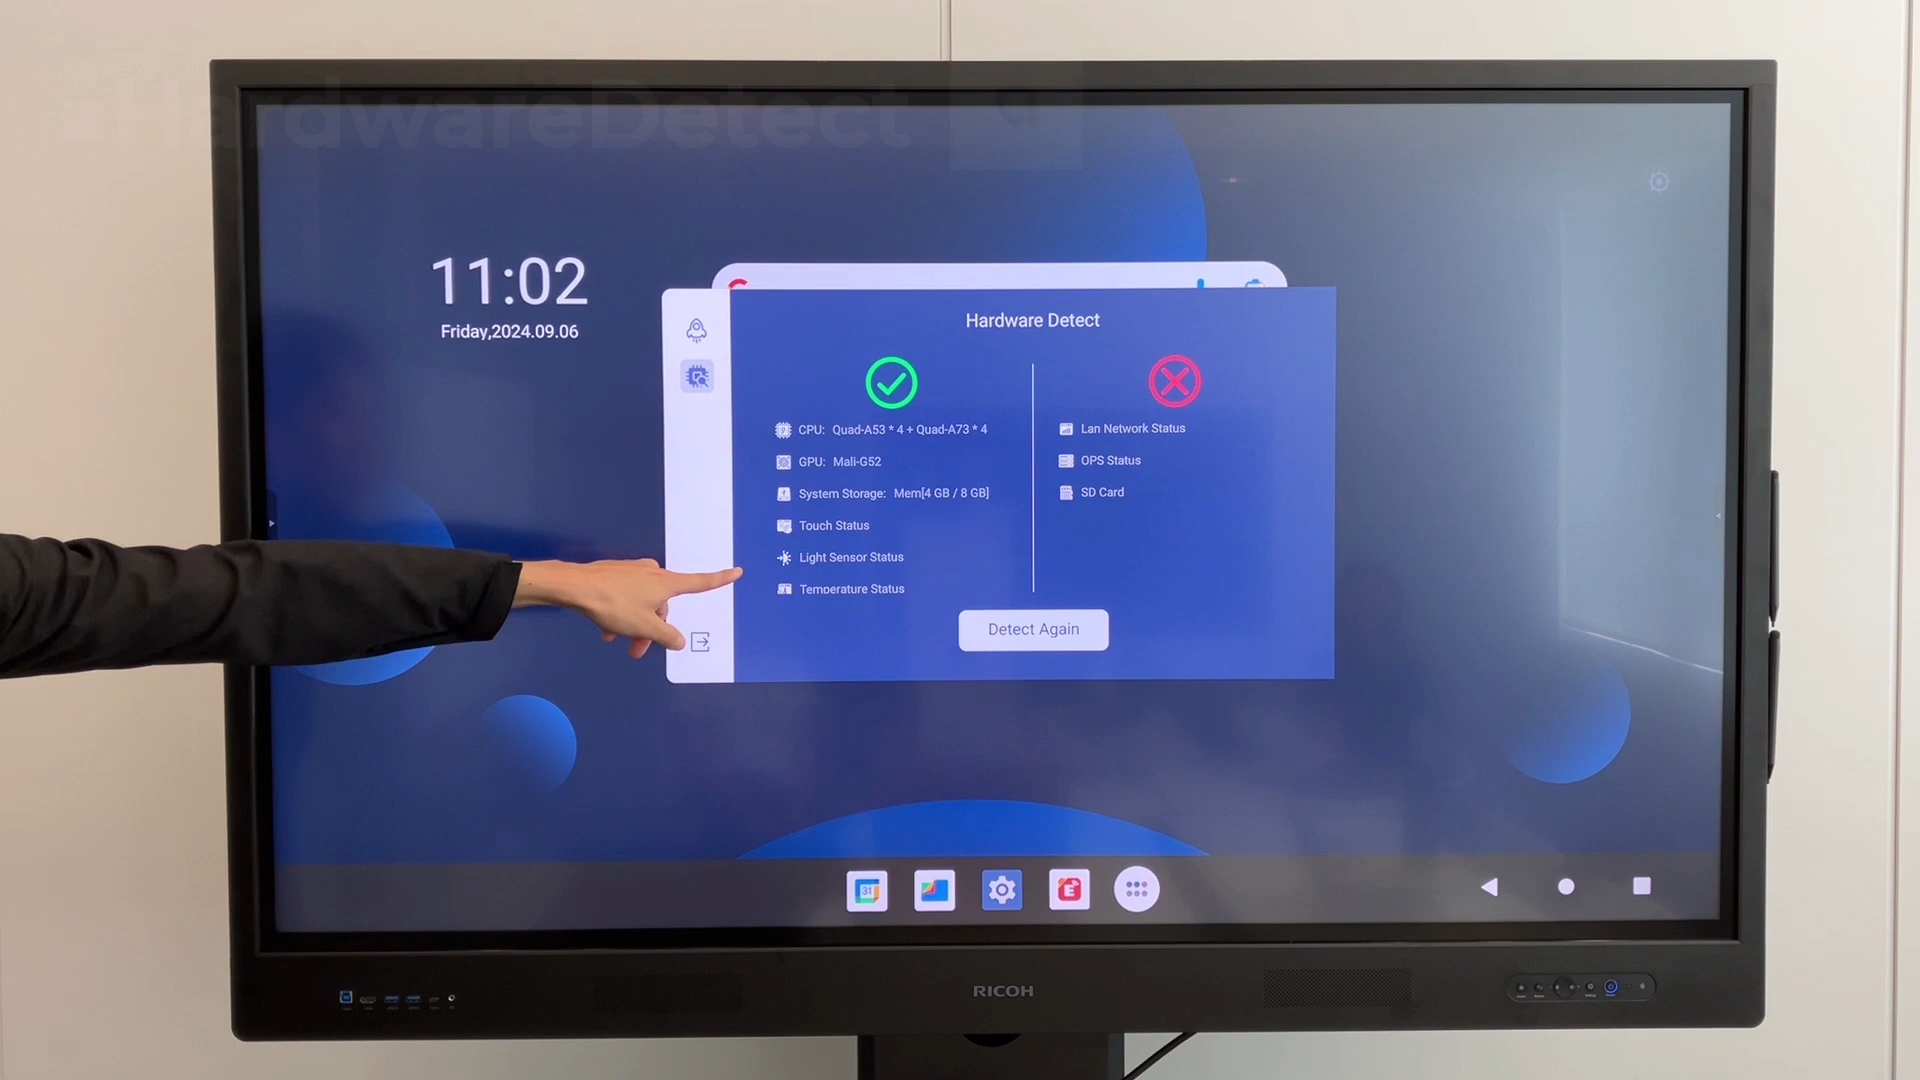 HardwareDetect
11:02
Friday,2024.09.06
Hardware Detect
CPU: Quad-A53 * 4 + Quad-A73 * 4
GPU: Mali-G52
System Storage: Mem[4 GB / 8 GB]
Touch Status
Light Sensor Status
Temperature Status
Lan Network Status
OPS Status
SD Card
Detect Again
31
E
RICOH